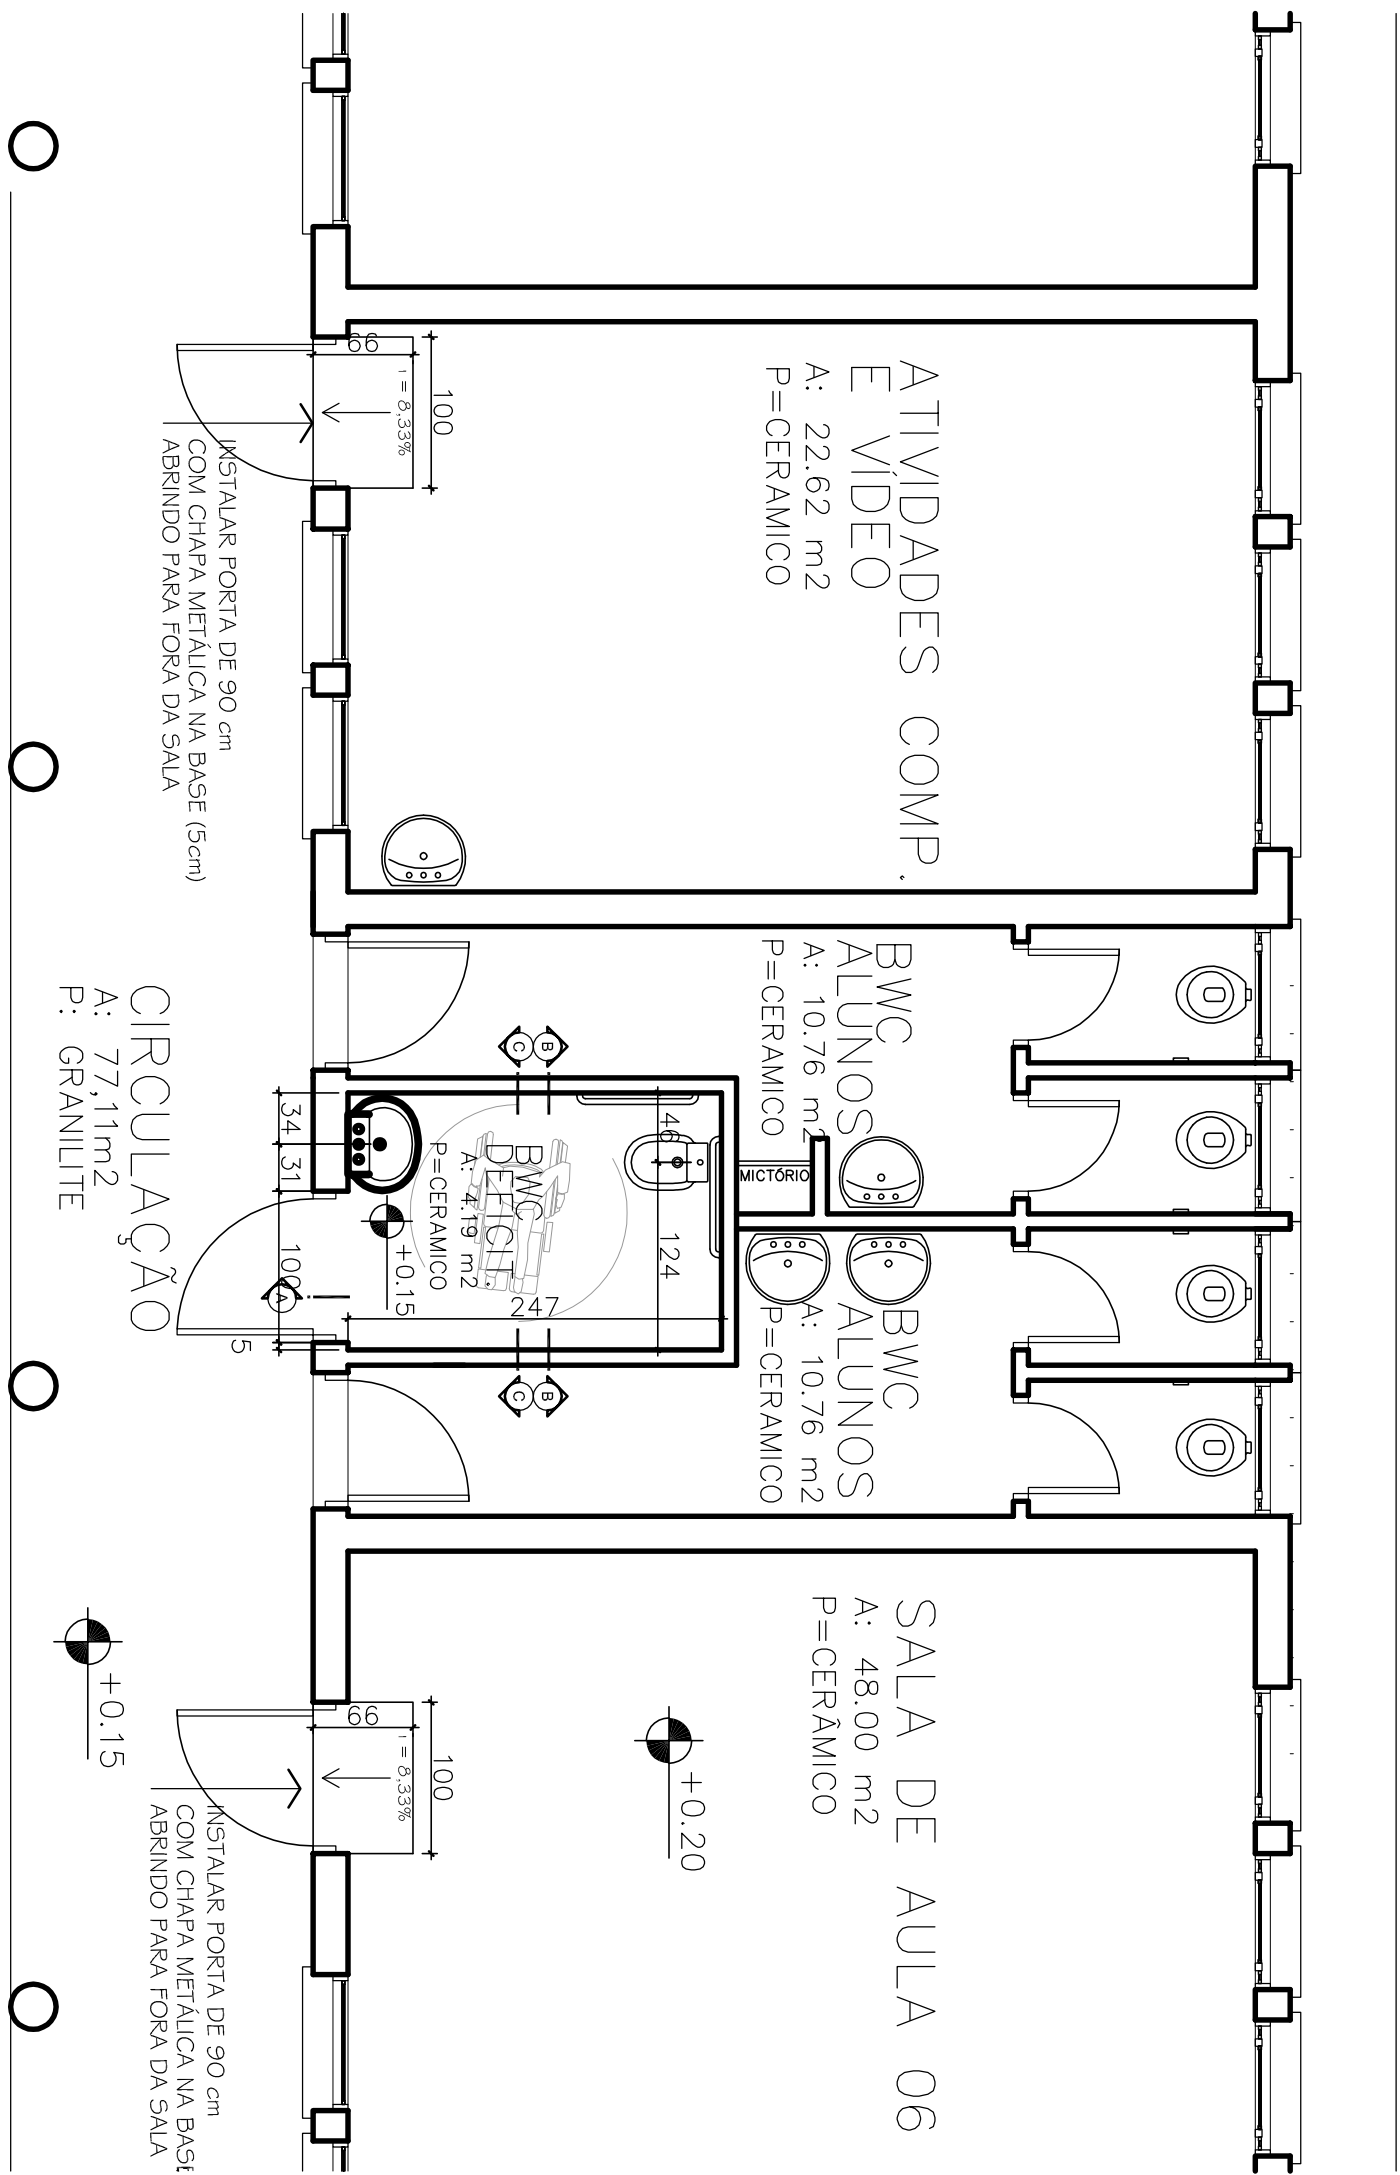 ATIVIDADES COMP.
E VÍDEO
A: 22.62 m2
P=CERAMICO
100
66
i = 8,33%
INSTALAR PORTA DE 90 cm
COM CHAPA METÁLICA NA BASE (5cm)
ABRINDO PARA FORA DA SALA
BWC
ALUNOS
A: 10.76 m2
P=CERAMICO
MICTÓRIO
BWC
ALUNOS
A: 10.76 m2
P=CERAMICO
C
B
46
124
BWC
DEFICIT.
A: 4.19 m2
P=CERAMICO
+0.15
247
34
31
100
5
A
C
B
CIRCULAÇÃO
A: 77,11m2
P: GRANILITE
SALA DE AULA 06
A: 48.00 m2
P=CERÂMICO
+0.20
+0.15
100
66
i = 8,33%
INSTALAR PORTA DE 90 cm
COM CHAPA METÁLICA NA BASE
ABRINDO PARA FORA DA SALA